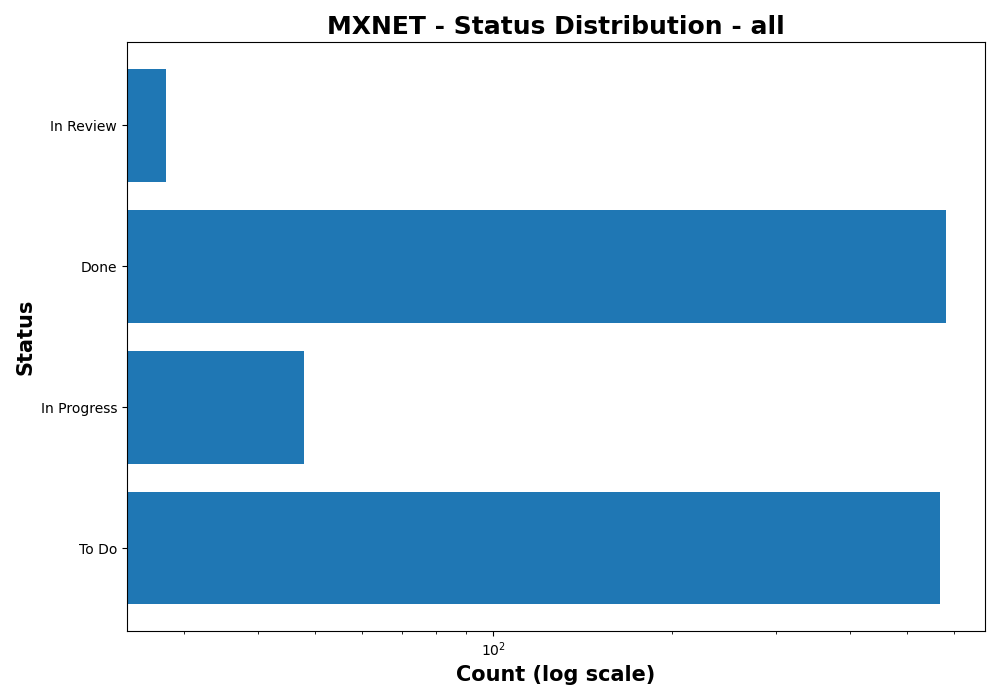 MXNET - Status Distribution - all
In Review
Done
In Progress
To Do
Status
10²
Count (log scale)